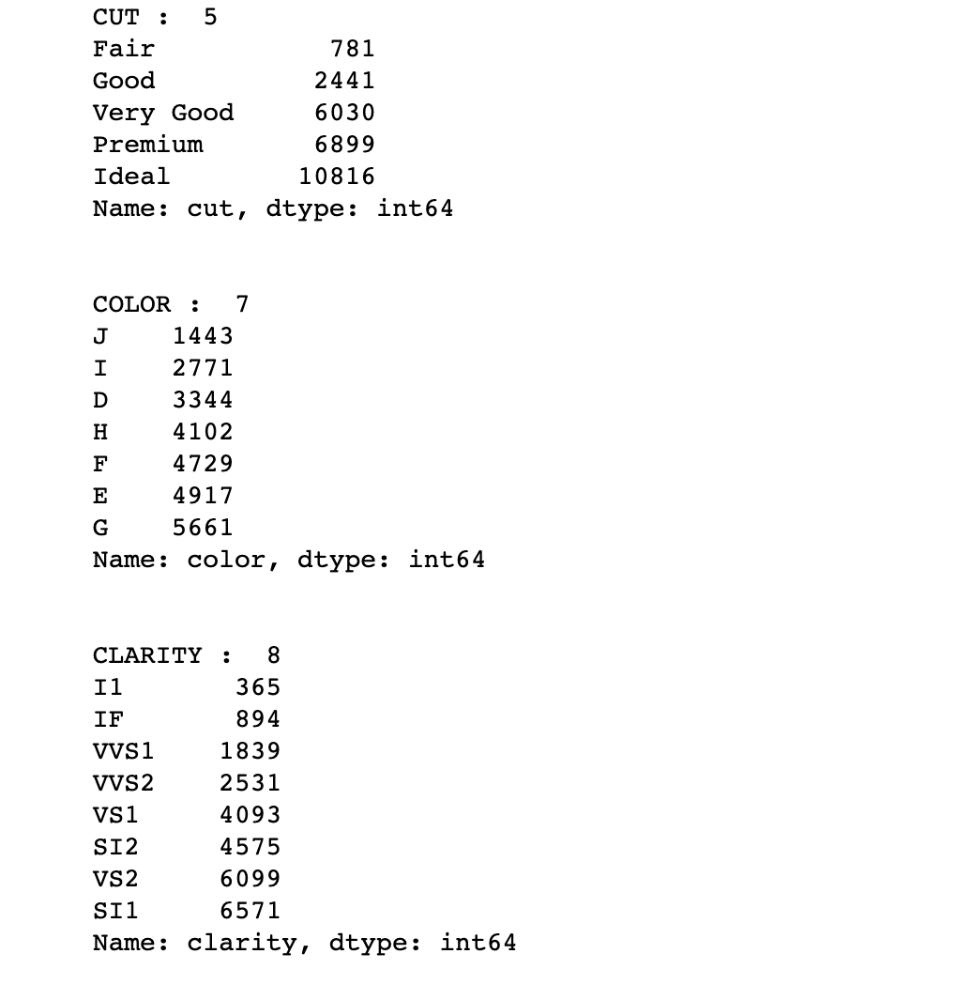 CUT :  5
Fair           781
Good          2441
Very Good     6030
Premium       6899
Ideal        10816
Name: cut, dtype: int64
COLOR :  7
J    1443
I    2771
D    3344
H    4102
F    4729
E    4917
G    5661
Name: color, dtype: int64
CLARITY :  8
I1       365
IF       894
VVS1    1839
VVS2    2531
VS1     4093
SI2     4575
VS2     6099
SI1     6571
Name: clarity, dtype: int64